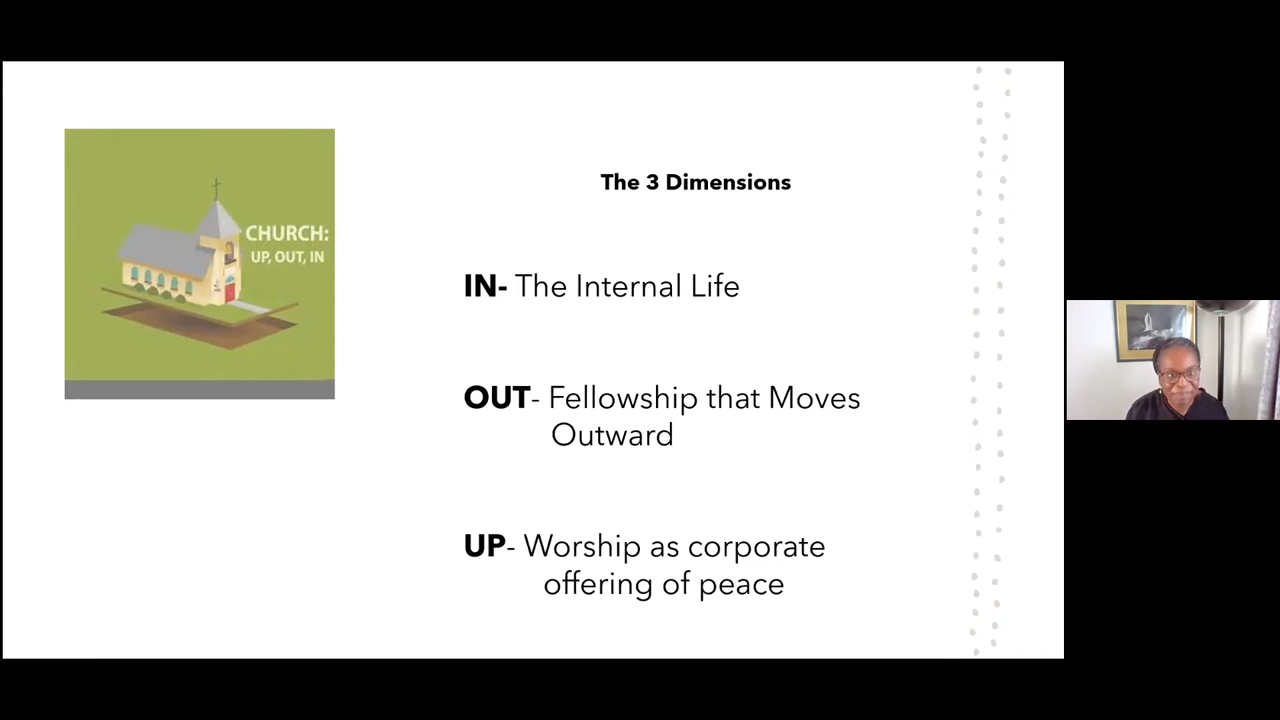 CHURCH:
UP, OUT, IN
The 3 Dimensions
IN- The Internal Life
OUT- Fellowship that Moves
Outward
UP- Worship as corporate
offering of peace